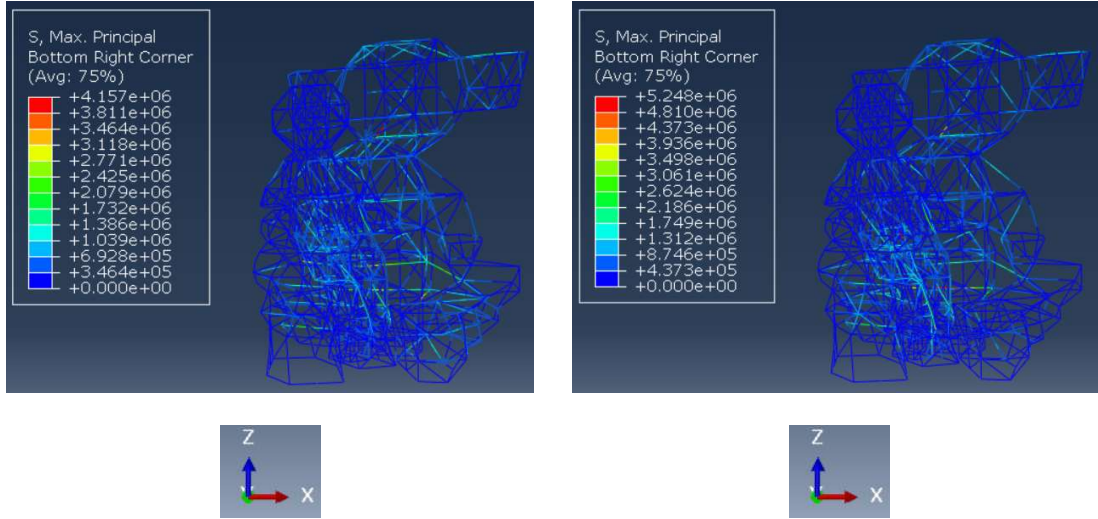 S, Max. Principal
Bottom Right Corner
(Avg: 75%)
+4.157e+06
+3.811e+06
+3.464e+06
+3.118e+06
+2.771e+06
+2.425e+06
+2.079e+06
+1.732e+06
+1.386e+06
+1.039e+06
+6.928e+05
+3.464e+05
+0.000e+00
S, Max. Principal
Bottom Right Corner
(Avg: 75%)
+5.248e+06
+4.810e+06
+4.373e+06
+3.936e+06
+3.498e+06
+3.061e+06
+2.624e+06
+2.186e+06
+1.749e+06
+1.312e+06
+8.746e+05
+4.373e+05
+0.000e+00
Z
Y
X
Z
Y
X